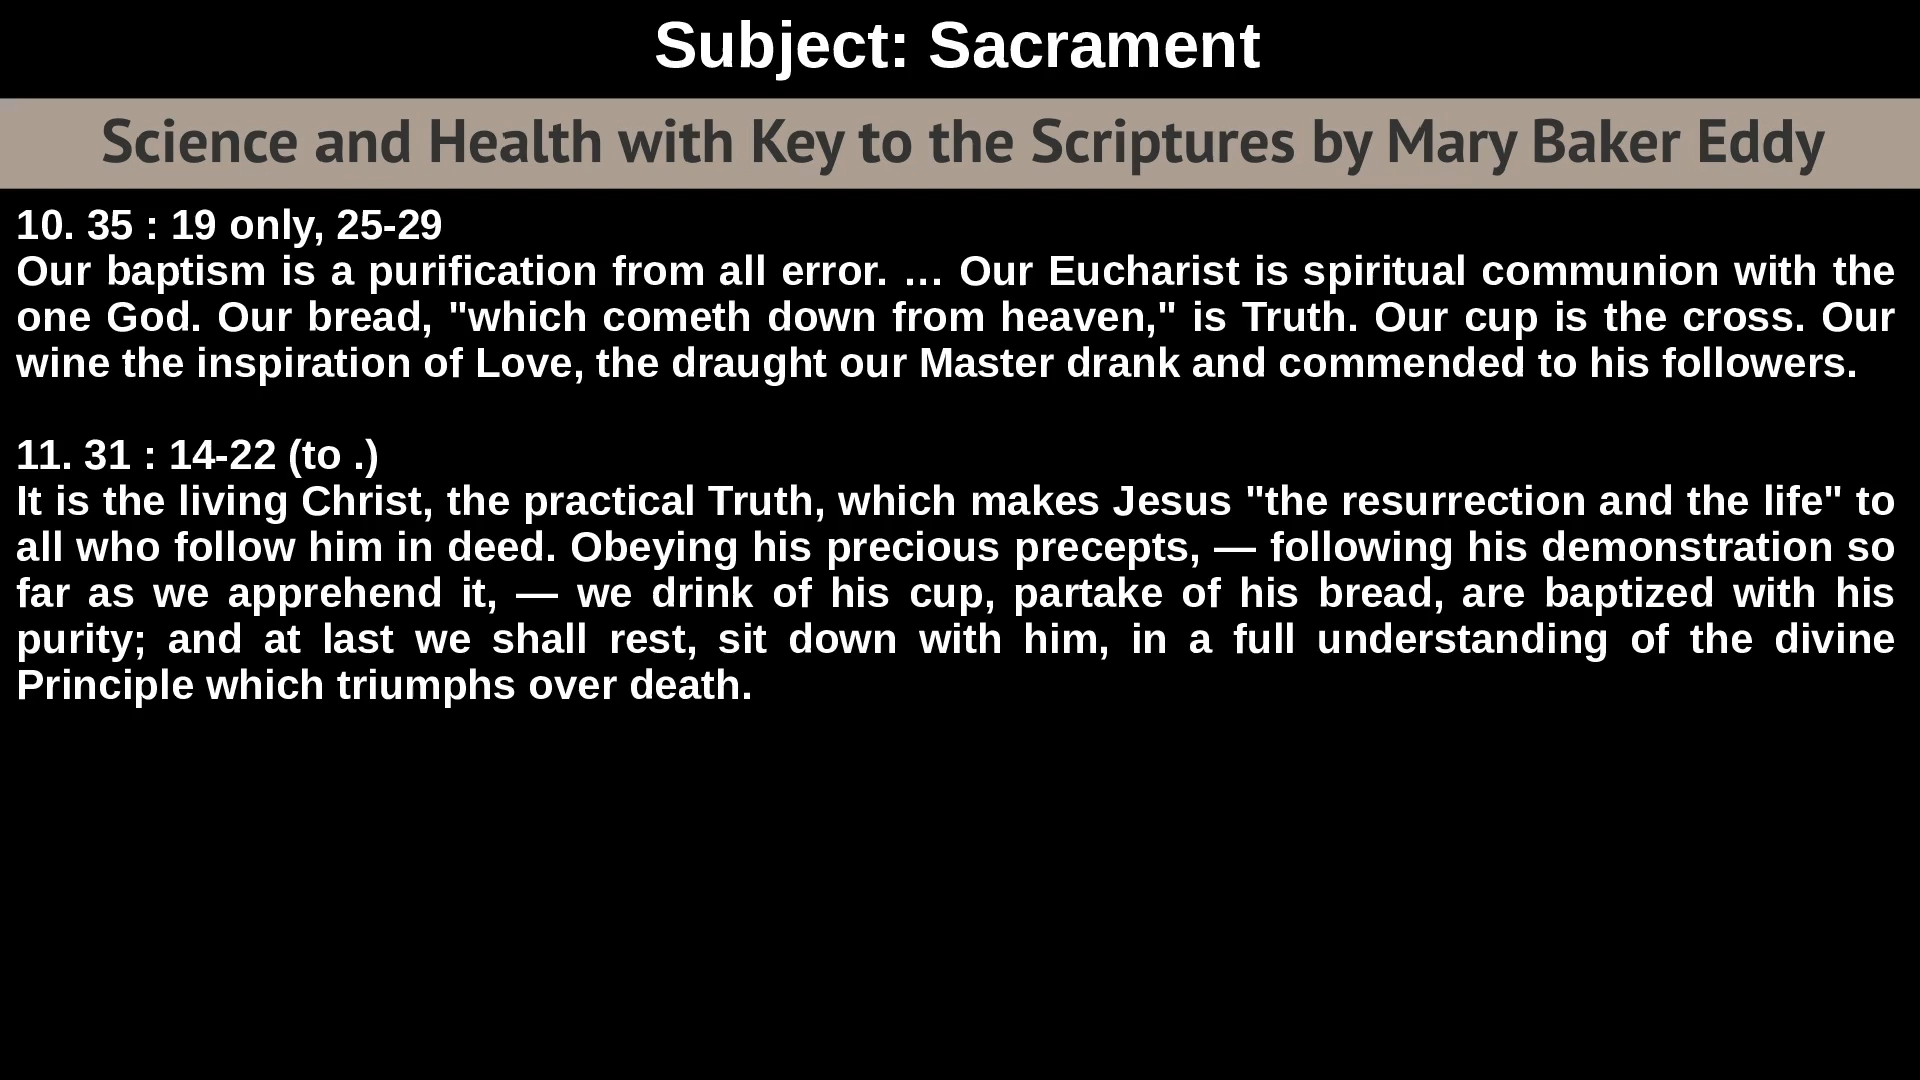 Subject: Sacrament
Science and Health with Key to the Scriptures by Mary Baker Eddy
10. 35 : 19 only, 25-29
Our baptism is a purification from all error. … Our Eucharist is spiritual communion with the
one God. Our bread, "which cometh down from heaven," is Truth. Our cup is the cross. Our
wine the inspiration of Love, the draught our Master drank and commended to his followers.
11. 31 : 14-22 (to .)
It is the living Christ, the practical Truth, which makes Jesus "the resurrection and the life" to
all who follow him in deed. Obeying his precious precepts, — following his demonstration so
far as we apprehend it, — we drink of his cup, partake of his bread, are baptized with his
purity; and at last we shall rest, sit down with him, in a full understanding of the divine
Principle which triumphs over death.